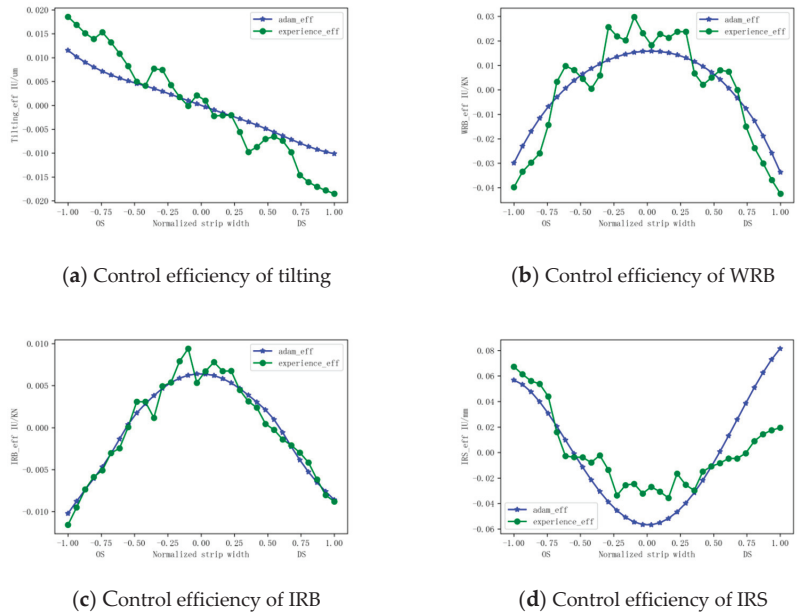 0.020
0.015
0.010
0.005
0.000
-0.005
-0.010
-0.015
-0.020
Tilting_eff IU/um
adam_eff
experience_eff
-1.00 -0.75 -0.50 -0.25 0.00 0.25 0.50 0.75 1.00
OS Normalized strip width DS
(a) Control efficiency of tilting
0.03
0.02
0.01
0.00
-0.01
-0.02
-0.03
-0.04
WRB_eff IU/KN
adam_eff
experience_eff
-1.00 -0.75 -0.50 -0.25 0.00 0.25 0.50 0.75 1.00
OS Normalized strip width DS
(b) Control efficiency of WRB
0.010
0.005
0.000
-0.005
-0.010
IRB_eff IU/KN
adam_eff
experience_eff
-1.00 -0.75 -0.50 -0.25 0.00 0.25 0.50 0.75 1.00
OS Normalized strip width DS
(c) Control efficiency of IRB
0.08
0.06
0.04
0.02
0.00
-0.02
-0.04
-0.06
IRS_eff IU/mm
adam_eff
experience_eff
-1.00 -0.75 -0.50 -0.25 0.00 0.25 0.50 0.75 1.00
OS Normalized strip width DS
(d) Control efficiency of IRS